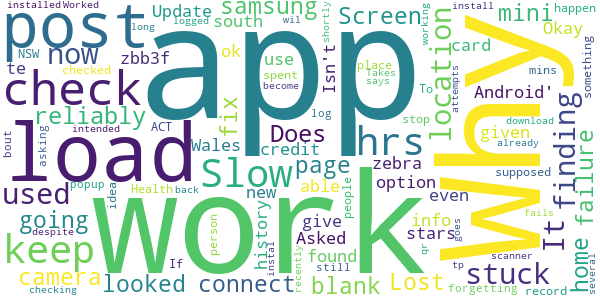 installed Worked
samsung
Screen
mini
install
happen
post
app
Why
long
logged
wil
shortly
working
Okay
NSW
now
Update
south
card
something
check
zbb3f
ok
use
place
Isn't
location
Android'
te
checked
spent
Takes
says
To
attempts
mins
reliably
fix
become
log
stop
download
load
ACT
Does
hrs
given
already
bout
asking
intended
Wales
credit
It finding
failure
Slow
page
zebra
supposed
used
popup
Health
back
able
option
even
home
going
idea
person
new
people
info
goes
fails
despite
If
history
give
stars
scanner
keep
work
Asked
found
qr
stuck
several
camera
instal
recently
still
Lost
tp
forgetting
checking
looked
connect
blank
record